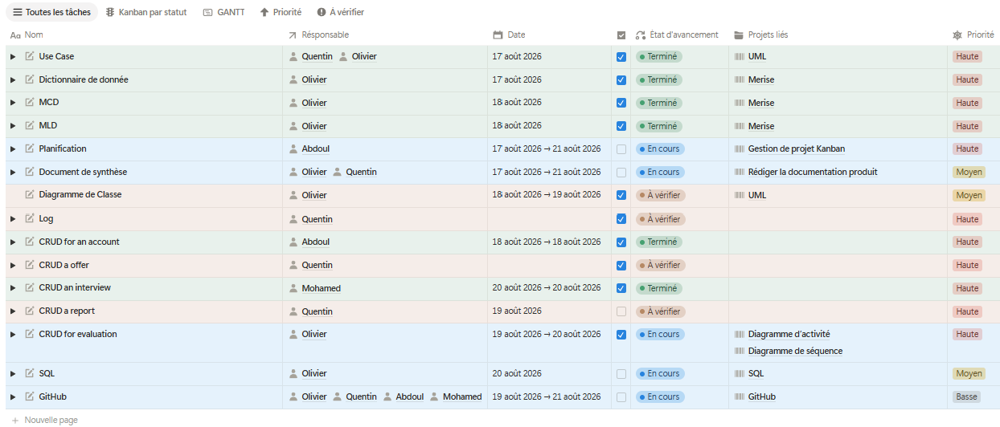 Toutes les tâches Kanban par statut GANTT Priorité À vérifier
Aa Nom Résponsable Date État d'avancement Projets liés Priorité
Use Case Quentin Olivier 17 août 2026 Terminé UML Haute
Dictionnaire de donnée Olivier 17 août 2026 Terminé Merise Haute
MCD Olivier 18 août 2026 Terminé Merise Haute
MLD Olivier 18 août 2026 Terminé Merise Haute
Planification Abdoul 17 août 2026 → 21 août 2026 En cours Gestion de projet Kanban Haute
Document de synthèse Olivier Quentin 17 août 2026 → 21 août 2026 En cours Rédiger la documentation produit Moyen
Diagramme de Classe Olivier 18 août 2026 → 19 août 2026 À vérifier UML Moyen
Log Quentin À vérifier Haute
CRUD for an account Abdoul 18 août 2026 → 18 août 2026 Terminé Haute
CRUD a offer Quentin À vérifier Haute
CRUD an interview Mohamed 20 août 2026 → 20 août 2026 Terminé Haute
CRUD a report Quentin 19 août 2026 À vérifier Haute
CRUD for evaluation Olivier 19 août 2026 → 20 août 2026 En cours Diagramme d'activité Haute
Diagramme de séquence
SQL Olivier 20 août 2026 En cours SQL Moyen
GitHub Olivier Quentin Abdoul Mohamed 19 août 2026 → 21 août 2026 En cours GitHub Basse
+ Nouvelle page